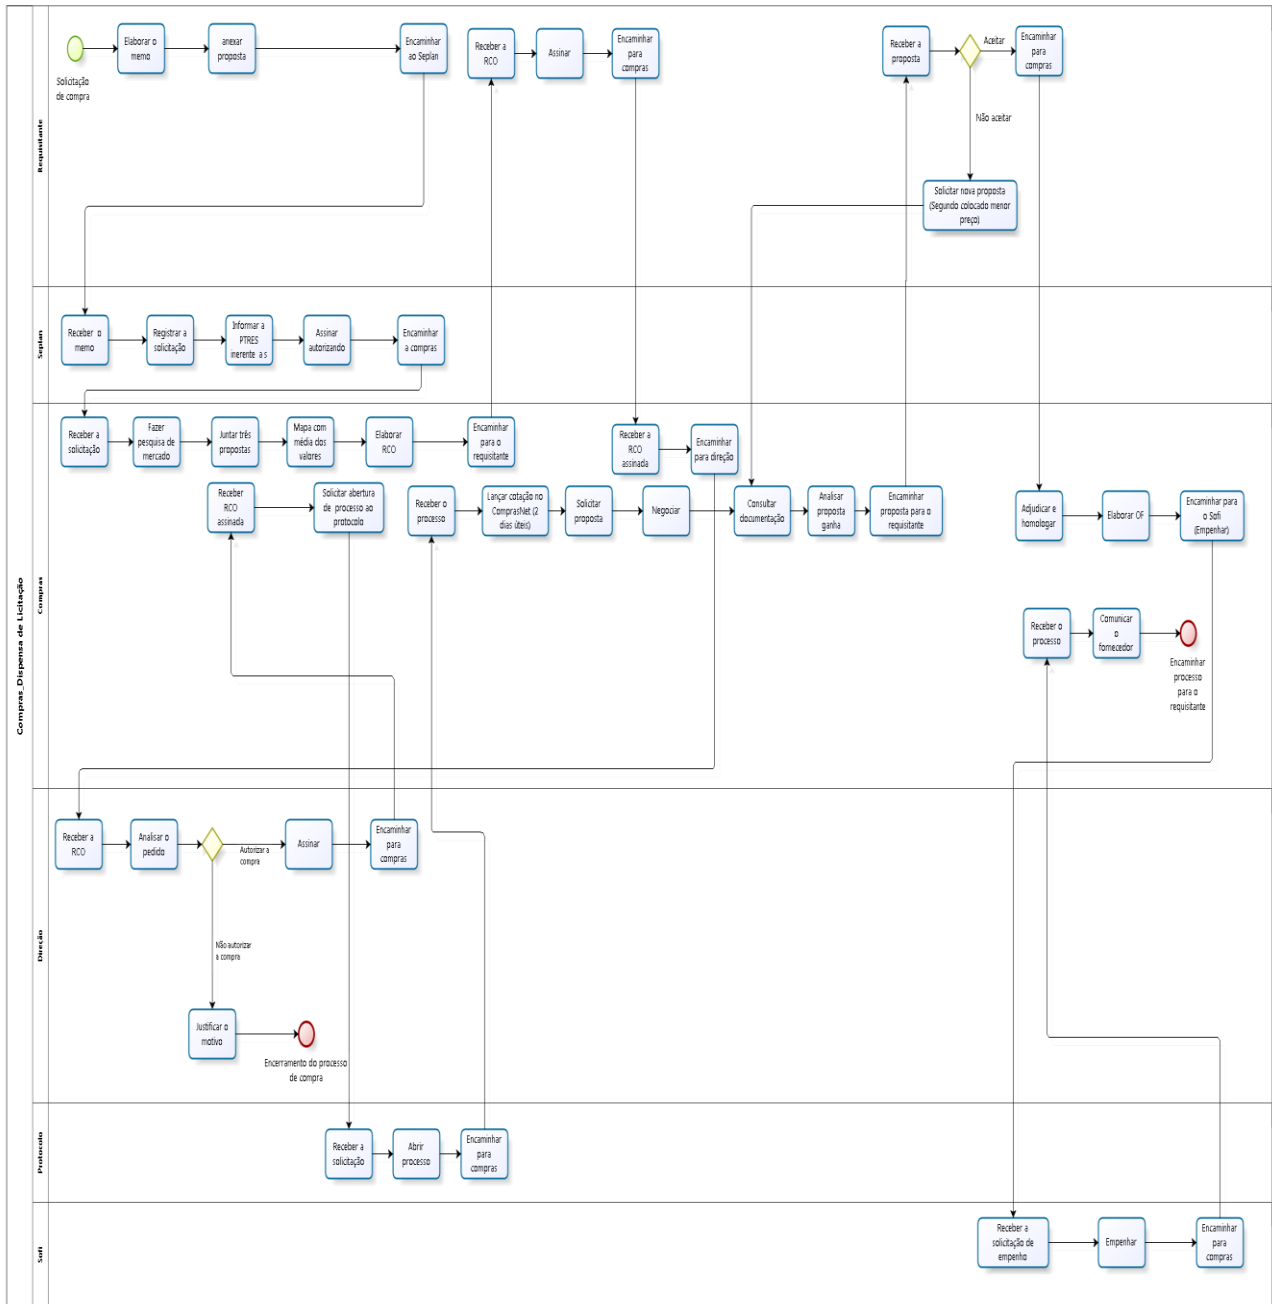 Compras_Dispensa de Licitação
Requisitante
Solicitação
de compra
Elaborar o
memo
anexar
proposta
Encaminhar
ao Seplan
Receber a
RCO
Assinar
Encaminhar
para
compras
Receber a
proposta
Aceitar
Encaminhar
para
compras
Não aceitar
Solicitar nova proposta
(Segundo colocado menor
preço)
Seplan
Receber o
memo
Registrar a
solicitação
Informar a
PTRES
inerente a s
Assinar
autorizando
Encaminhar
a compras
Compras
Receber a
solicitação
Fazer
pesquisa de
mercado
Juntar três
propostas
Mapa com
média dos
valores
Elaborar
RCO
Encaminhar
para o
requisitante
Receber a
RCO
assinada
Encaminhar
para direção
Receber
RCO
assinada
Solicitar abertura
de processo ao
protocolo
Receber o
processo
Lançar cotação no
ComprasNet (2
dias úteis)
Solicitar
proposta
Negociar
Consultar
documentação
Analisar
proposta
ganha
Encaminhar
proposta para o
requisitante
Adjudicar e
homologar
Elaborar OF
Encaminhar para
o Sofi
(Empenhar)
Receber o
processo
Comunicar
o
fornecedor
Encaminhar
processo
para o
requisitante
Direção
Receber a
RCO
Analisar o
pedido
Autorizar a
compra
Assinar
Encaminhar
para
compras
Não autorizar
a compra
Justificar o
motivo
Encerramento do processo
de compra
Protocolo
Receber a
solicitação
Abrir
processo
Encaminhar
para
compras
Sofi
Receber a
solicitação de
empenho
Empenhar
Encaminhar
para
compras